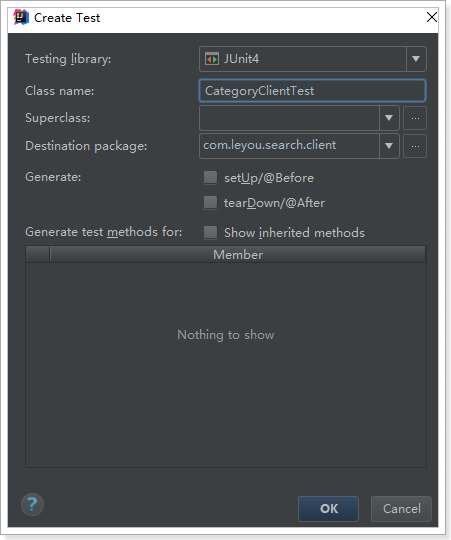 Create Test
Testing library: JUnit4
Class name: CategoryClientTest
Superclass: ...
Destination package: com.leyou.search.client ...
Generate: setUp/@Before
tearDown/@After
Generate test methods for: Show inherited methods
Member
Nothing to show
? OK Cancel